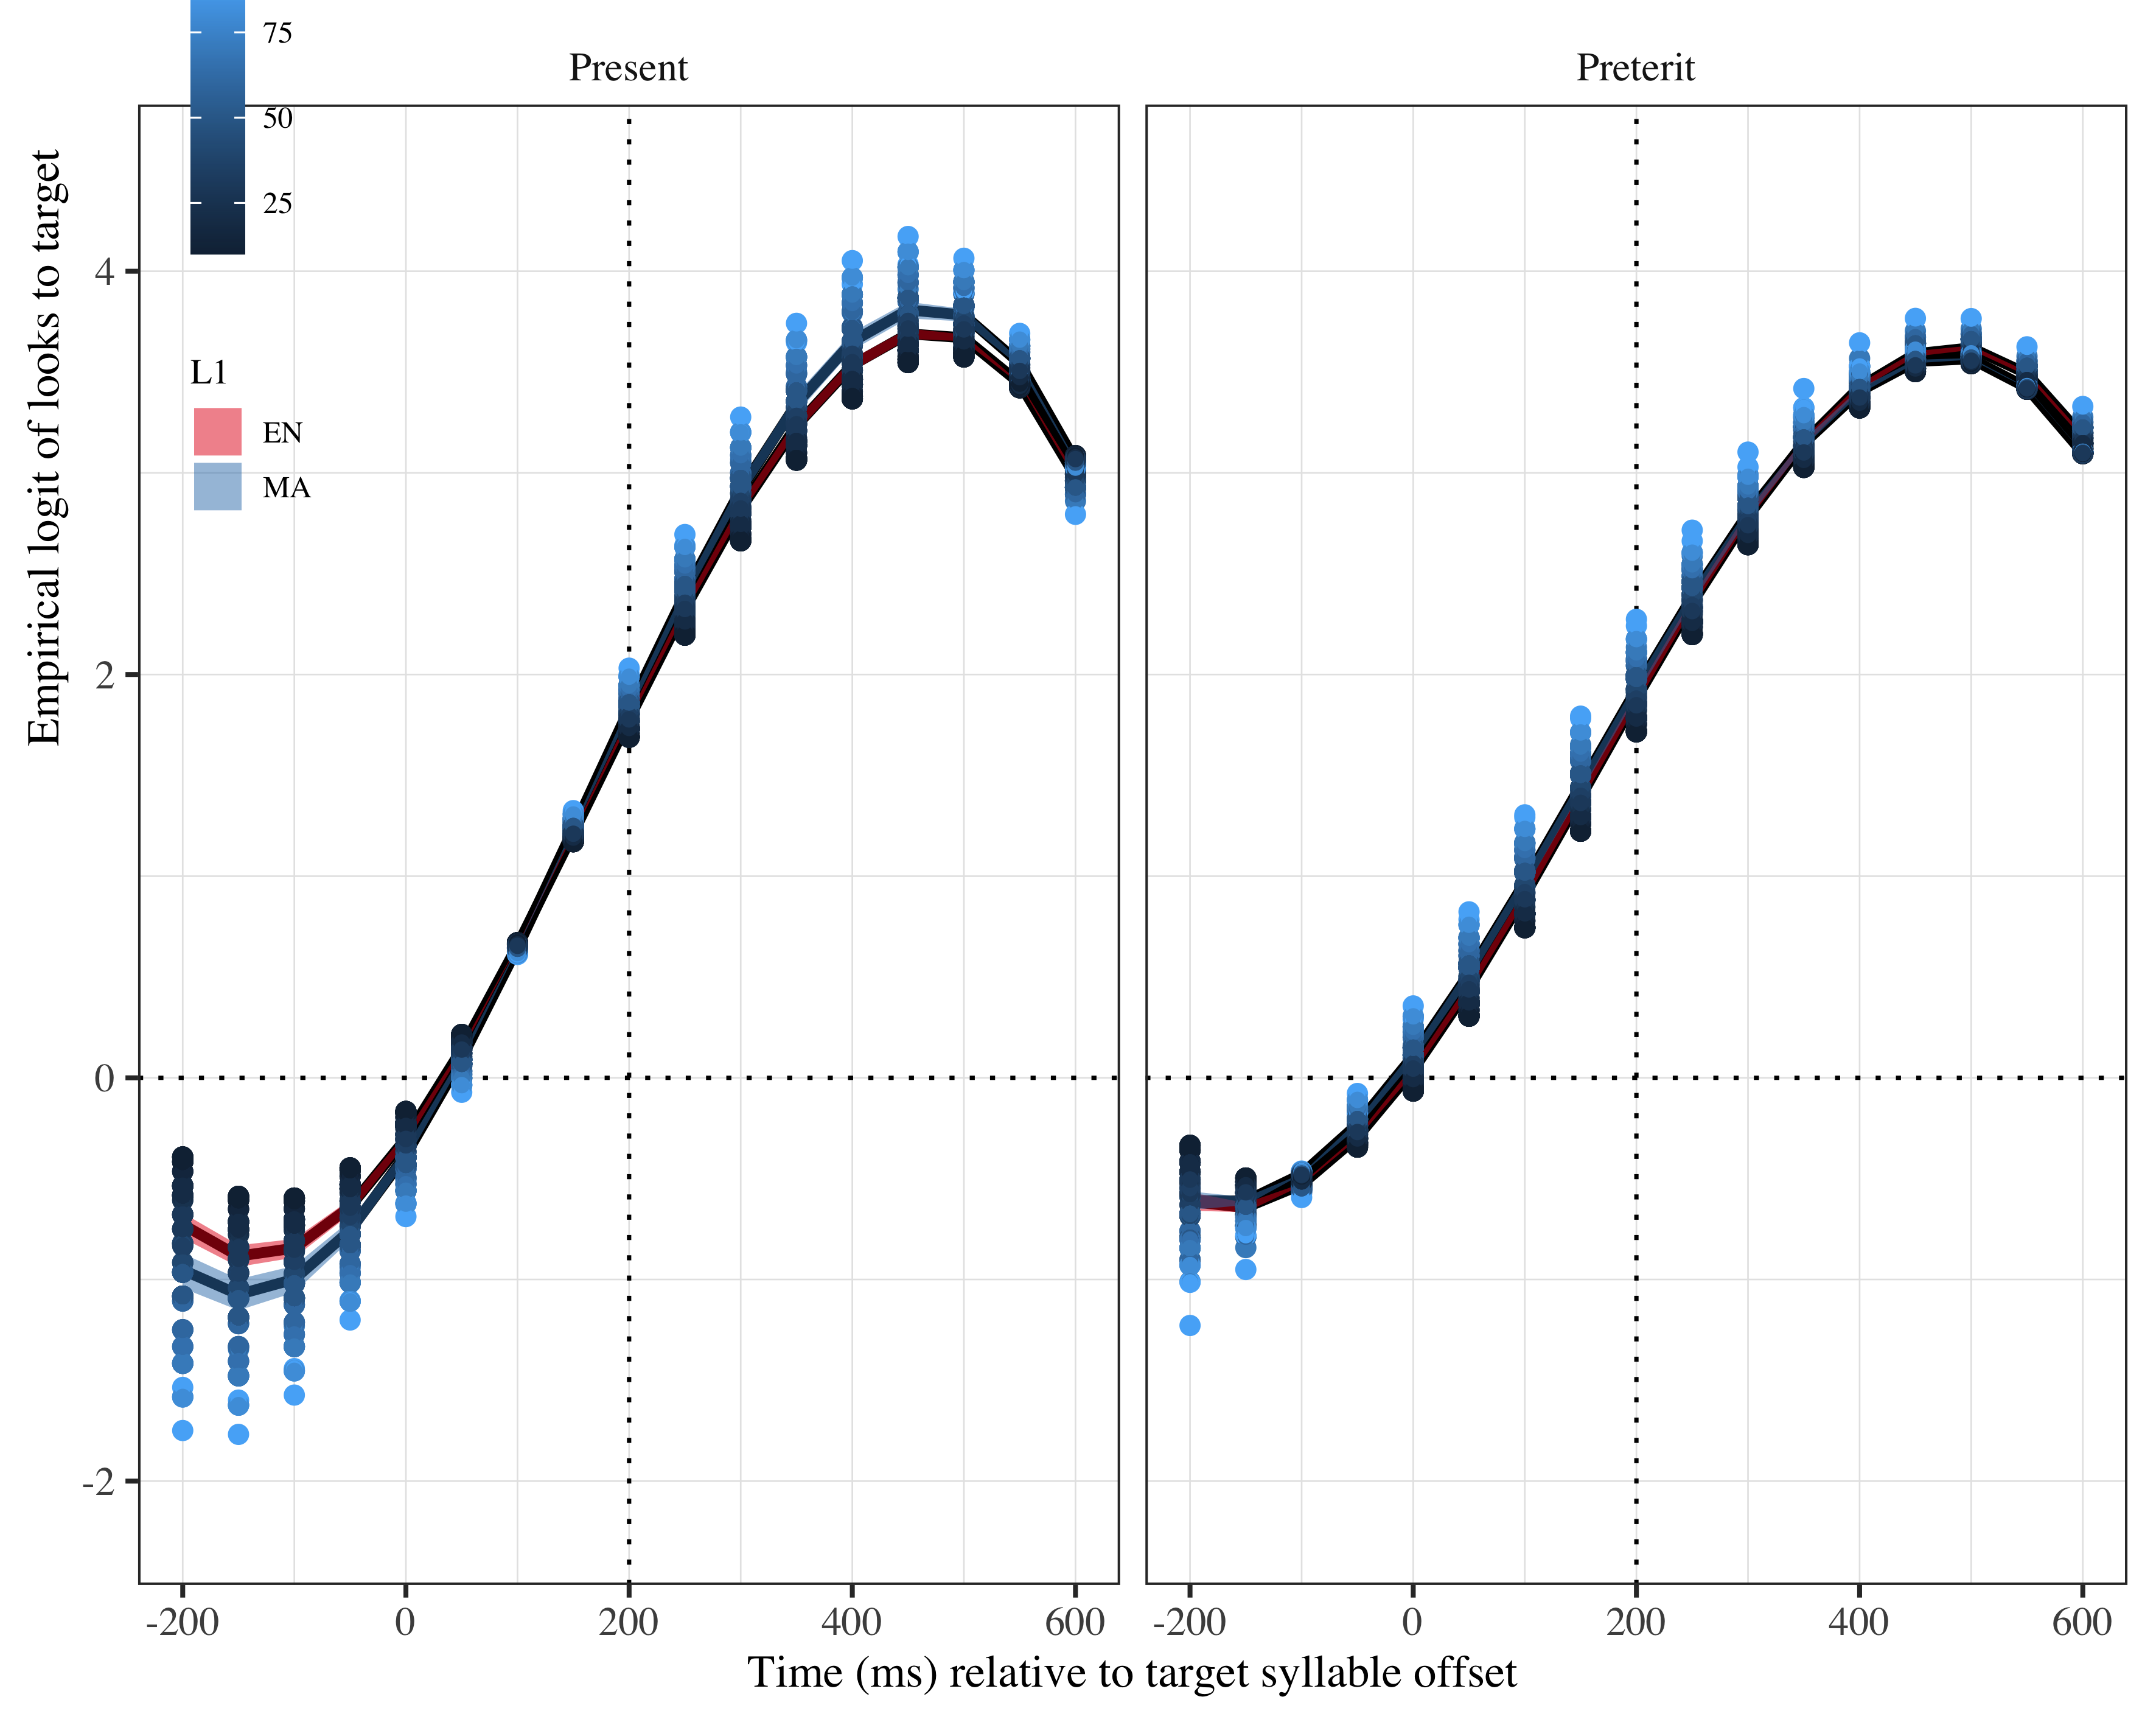 75
50
25
Present
Preterit
L1
EN
MA
Empirical logit of looks to target
4
2
0
-2
-200 0 200 400 600
-200 0 200 400 600
Time (ms) relative to target syllable offset